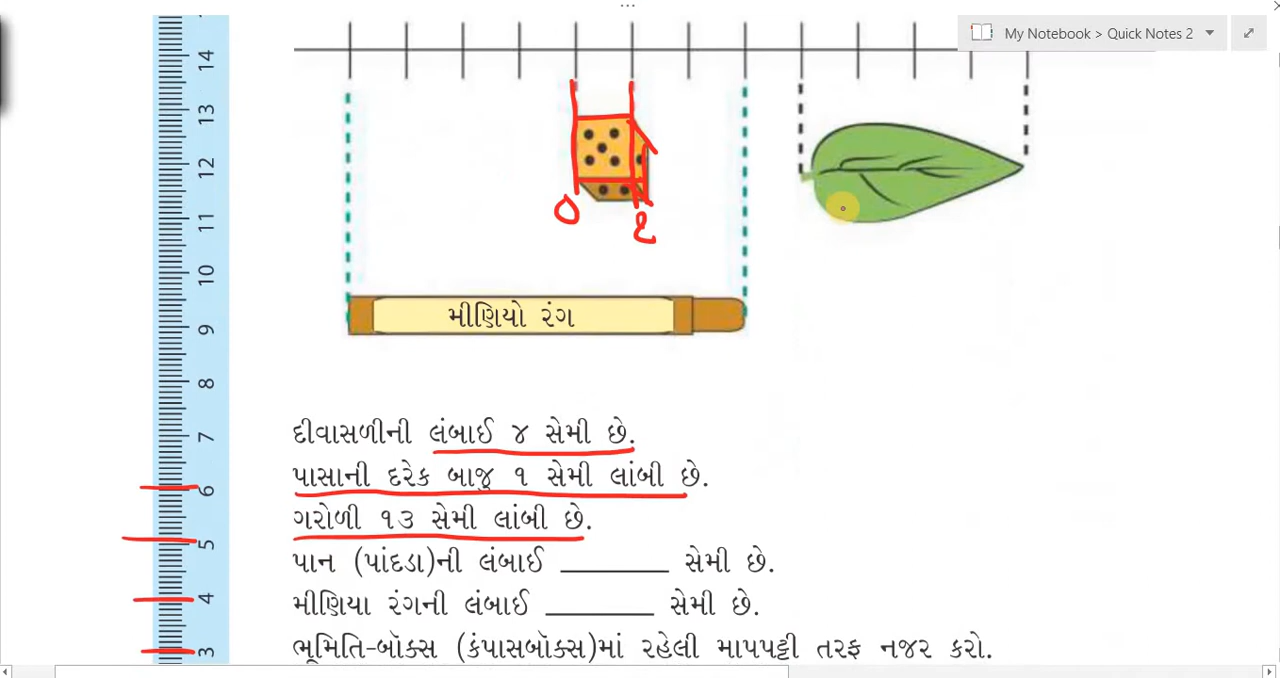 My Notebook > Quick Notes 2
14
13
12
11
10
9
8
7
6
5
4
3
૦
૧
મીણિયો રંગ
દીવાસળીની લંબાઈ ૪ સેમી છે.
પાસાની દરેક બાજુ ૧ સેમી લાંબી છે.
ગરોળી ૧૩ સેમી લાંબી છે.
પાન (પાંદડા)ની લંબાઈ ________ સેમી છે.
મીણિયા રંગની લંબાઈ ________ સેમી છે.
ભૂમિતિ-બૉક્સ (કંપાસબૉક્સ)માં રહેલી માપપટ્ટી તરફ નજર કરો.